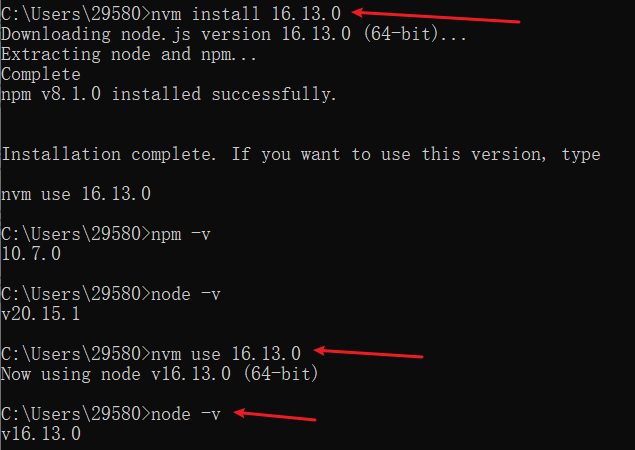 C:\Users\29580>nvm install 16.13.0
Downloading node.js version 16.13.0 (64-bit)...
Extracting node and npm...
Complete
npm v8.1.0 installed successfully.
Installation complete. If you want to use this version, type
nvm use 16.13.0
C:\Users\29580>npm -v
10.7.0
C:\Users\29580>node -v
v20.15.1
C:\Users\29580>nvm use 16.13.0
Now using node v16.13.0 (64-bit)
C:\Users\29580>node -v
v16.13.0